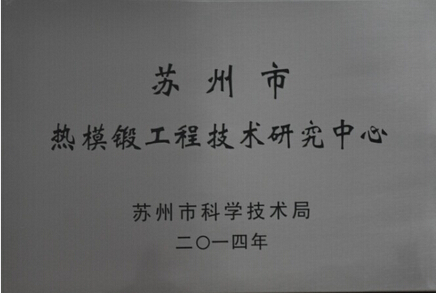 苏州市
热模锻工程技术研究中心
苏州市科学技术局
二〇一四年